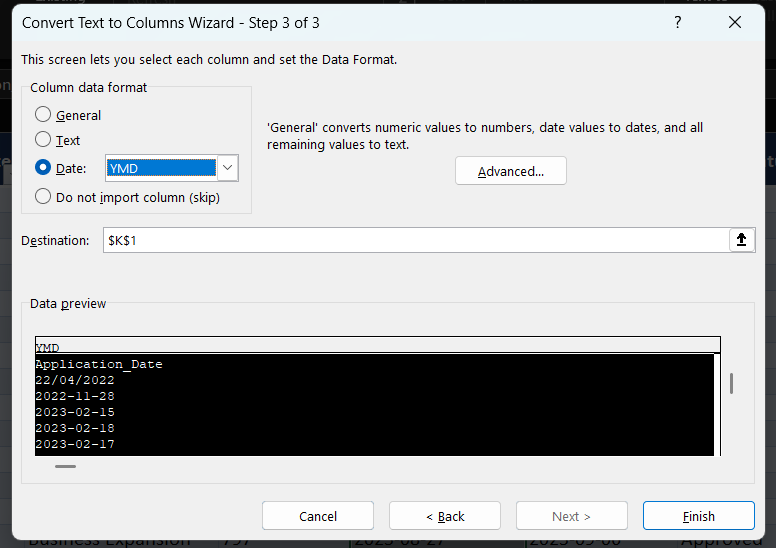 Convert Text to Columns Wizard - Step 3 of 3
?
This screen lets you select each column and set the Data Format.
Column data format
General
Text
Date: YMD
Do not import column (skip)
'General' converts numeric values to numbers, date values to dates, and all
remaining values to text.
Advanced...
Destination: $K$1
Data preview
YMD
Application_Date
22/04/2022
2022-11-28
2023-02-15
2023-02-18
2023-02-17
Cancel < Back Next > Finish
Business Expansion